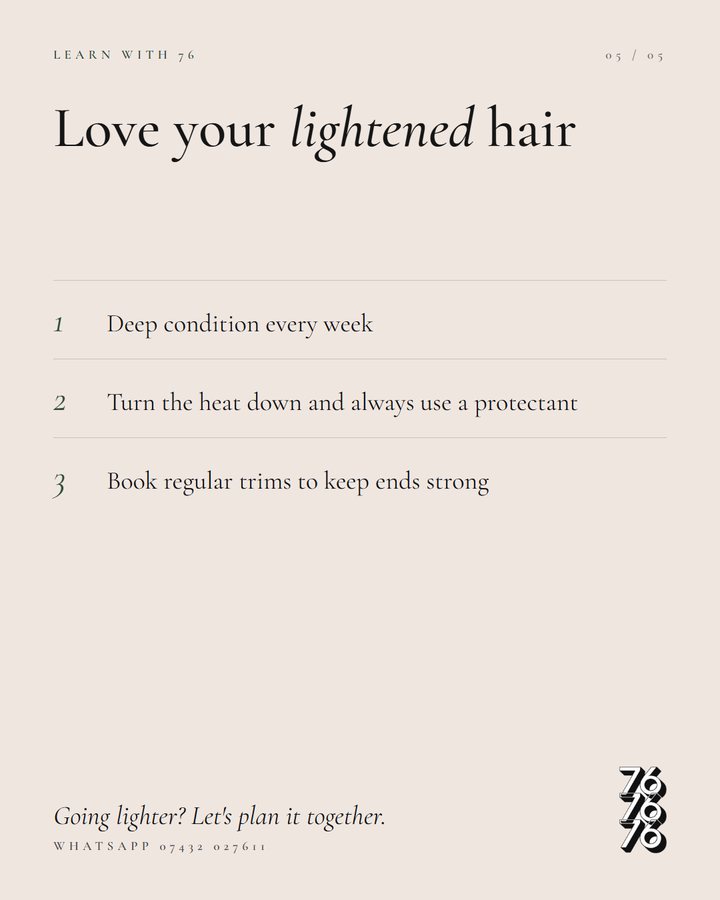 LEARN WITH 76
05 / 05
Love your lightened hair
1 Deep condition every week
2 Turn the heat down and always use a protectant
3 Book regular trims to keep ends strong
Going lighter? Let's plan it together.
WHATSAPP 07432 027611
76
76
76